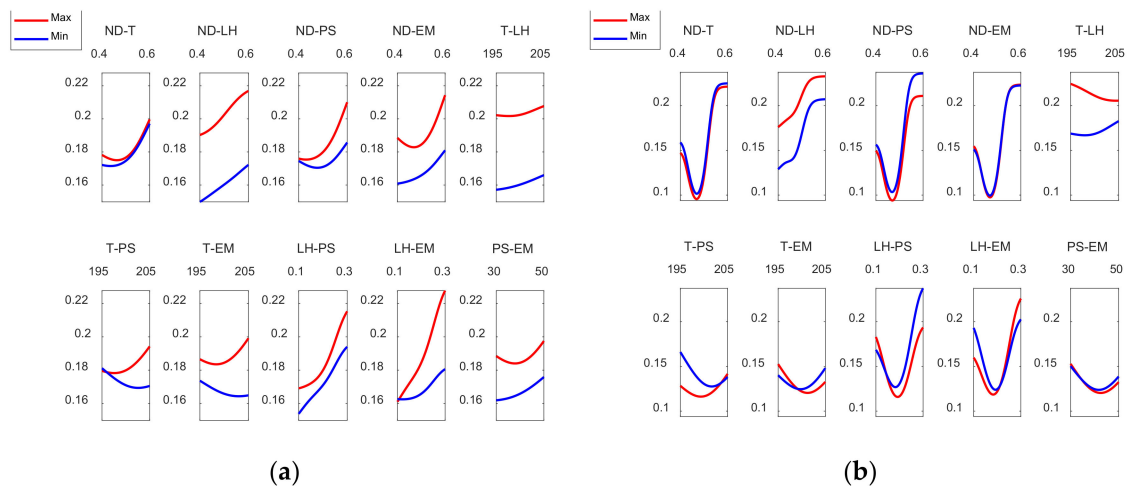 Max
Min
ND-T ND-LH ND-PS ND-EM T-LH
0.4 0.6 0.4 0.6 0.4 0.6 0.4 0.6 195 205
0.22 0.22 0.22 0.22 0.22
0.2 0.2 0.2 0.2 0.2
0.18 0.18 0.18 0.18 0.18
0.16 0.16 0.16 0.16 0.16
T-PS T-EM LH-PS LH-EM PS-EM
195 205 195 205 0.1 0.3 0.1 0.3 30 50
0.22 0.22 0.22 0.22 0.22
0.2 0.2 0.2 0.2 0.2
0.18 0.18 0.18 0.18 0.18
0.16 0.16 0.16 0.16 0.16
(a)
Max
Min
ND-T ND-LH ND-PS ND-EM T-LH
0.4 0.6 0.4 0.6 0.4 0.6 0.4 0.6 195 205
0.2 0.2 0.2 0.2 0.2
0.15 0.15 0.15 0.15 0.15
0.1 0.1 0.1 0.1 0.1
T-PS T-EM LH-PS LH-EM PS-EM
195 205 195 205 0.1 0.3 0.1 0.3 30 50
0.2 0.2 0.2 0.2 0.2
0.15 0.15 0.15 0.15 0.15
0.1 0.1 0.1 0.1 0.1
(b)